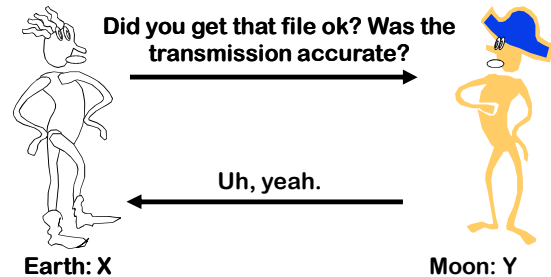 Did you get that file ok? Was the
transmission accurate?
Uh, yeah.
Earth: X
Moon: Y